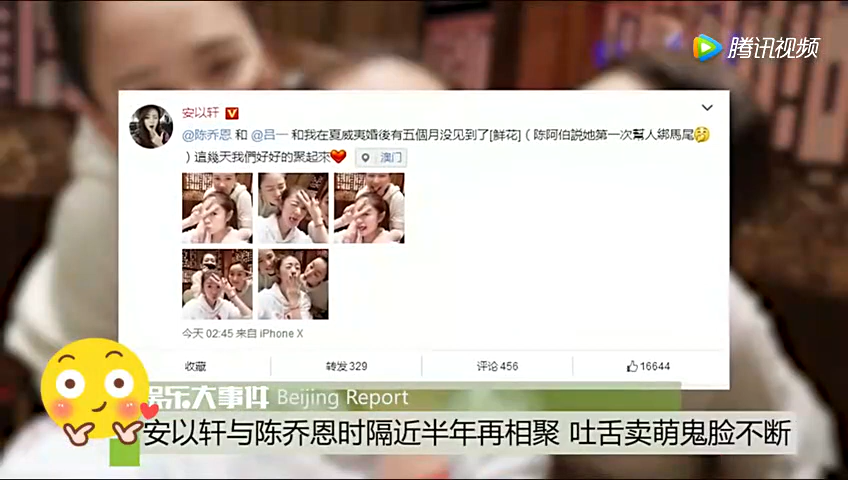 腾讯视频
安以轩
@陈乔恩 和 @吕一 和我在夏威夷婚後有五個月没见到了[鲜花]（陈阿伯説她第一次幫人綁馬尾
）這幾天我們好好的聚起來 澳门
今天 02:45 来自 iPhone X
收藏 转发 329 评论 456 16644
娱乐大事件 Beijing Report
安以轩与陈乔恩时隔近半年再相聚 吐舌卖萌鬼脸不断